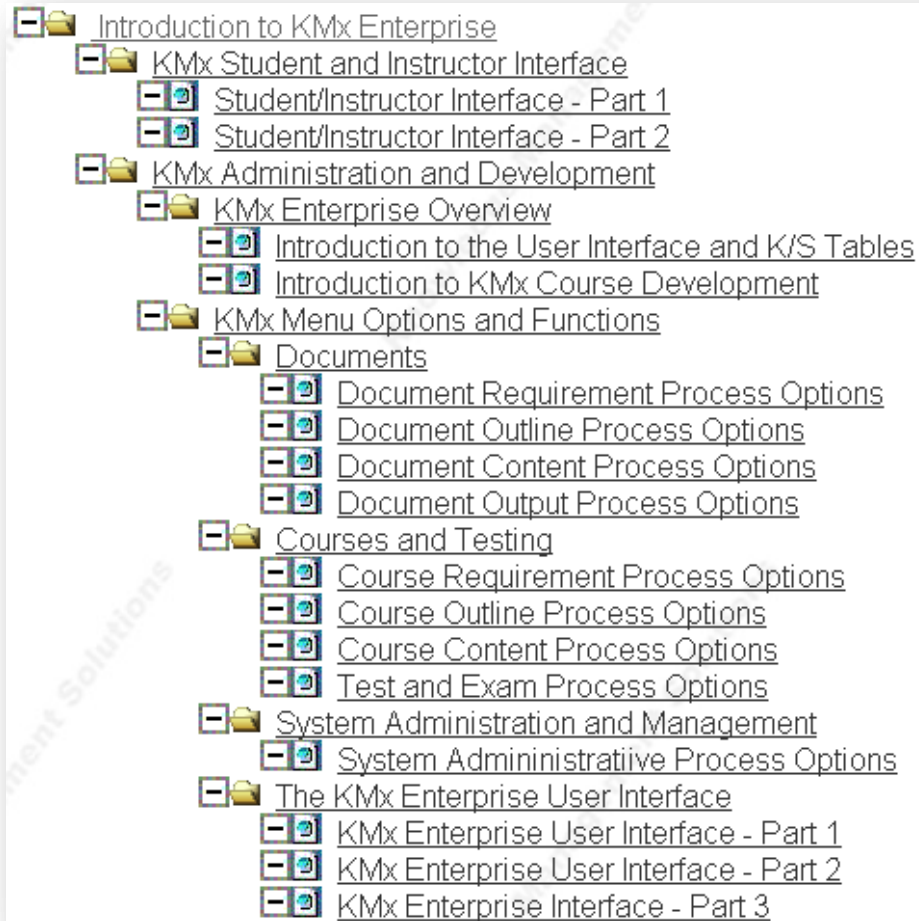 Introduction to KMx Enterprise
KMx Student and Instructor Interface
Student/Instructor Interface - Part 1
Student/Instructor Interface - Part 2
KMx Administration and Development
KMx Enterprise Overview
Introduction to the User Interface and K/S Tables
Introduction to KMx Course Development
KMx Menu Options and Functions
Documents
Document Requirement Process Options
Document Outline Process Options
Document Content Process Options
Document Output Process Options
Courses and Testing
Course Requirement Process Options
Course Outline Process Options
Course Content Process Options
Test and Exam Process Options
System Administration and Management
System Admininistratiive Process Options
The KMx Enterprise User Interface
KMx Enterprise User Interface - Part 1
KMx Enterprise User Interface - Part 2
KMx Enterprise Interface - Part 3